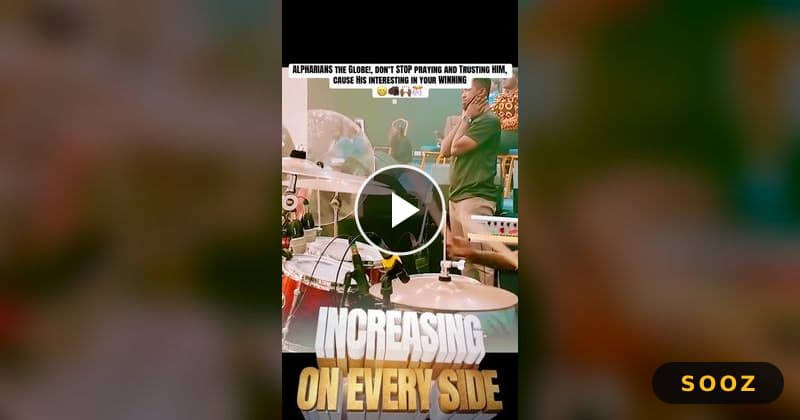 ALPHARIANS the Globe!, don't STOP praying and Trusting HIM,
cause His interesting in your WINNING
INCREASING
ON EVERY SIDE
SOOZ